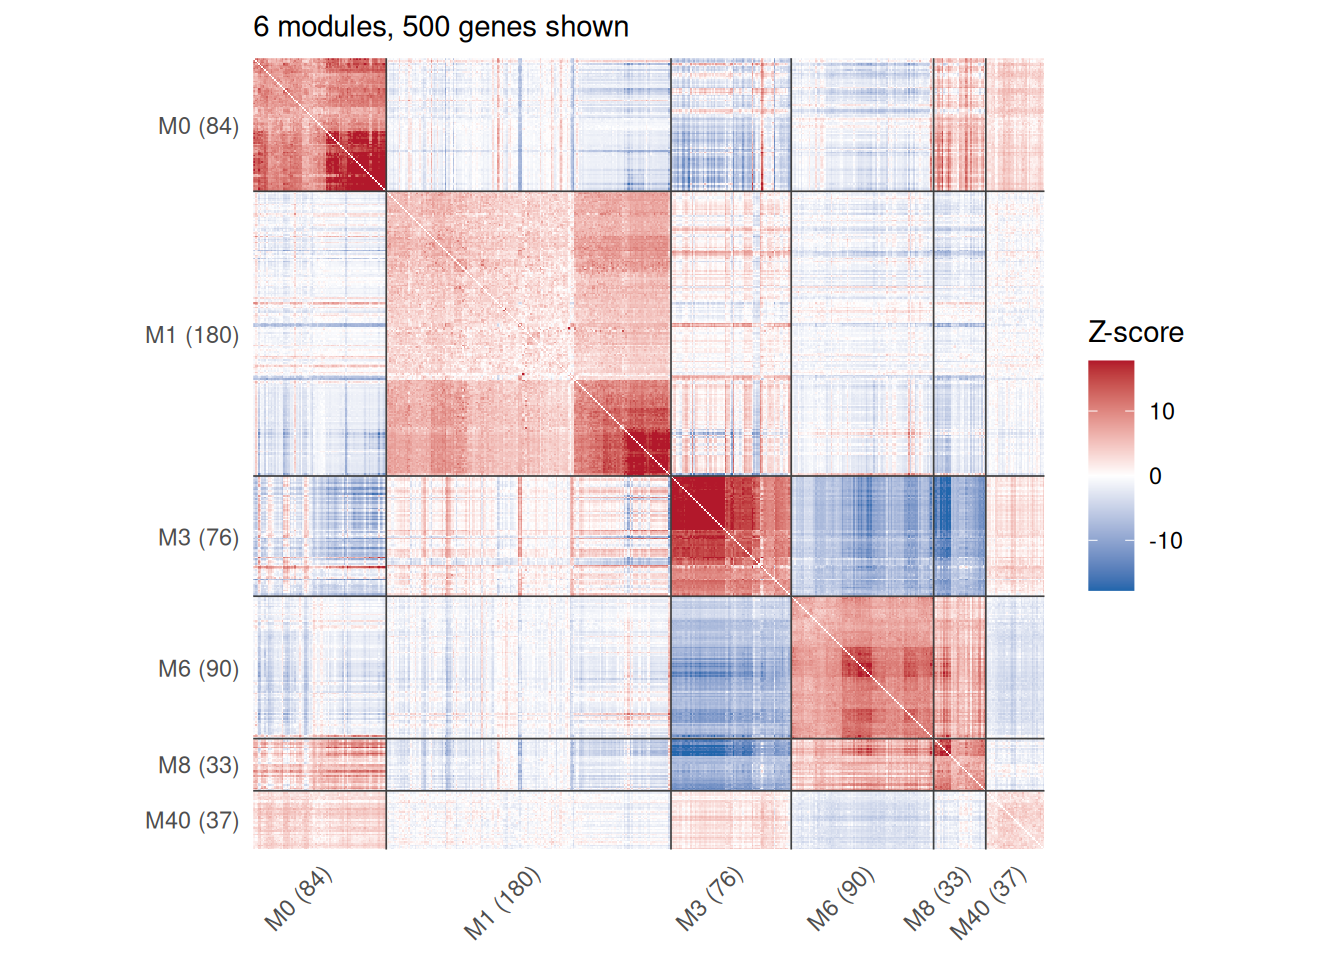 6 modules, 500 genes shown
M0 (84)
M1 (180)
M3 (76)
M6 (90)
M8 (33)
M40 (37)
M0 (84)
M1 (180)
M3 (76)
M6 (90)
M8 (33)
M40 (37)
Z-score
10
0
-10